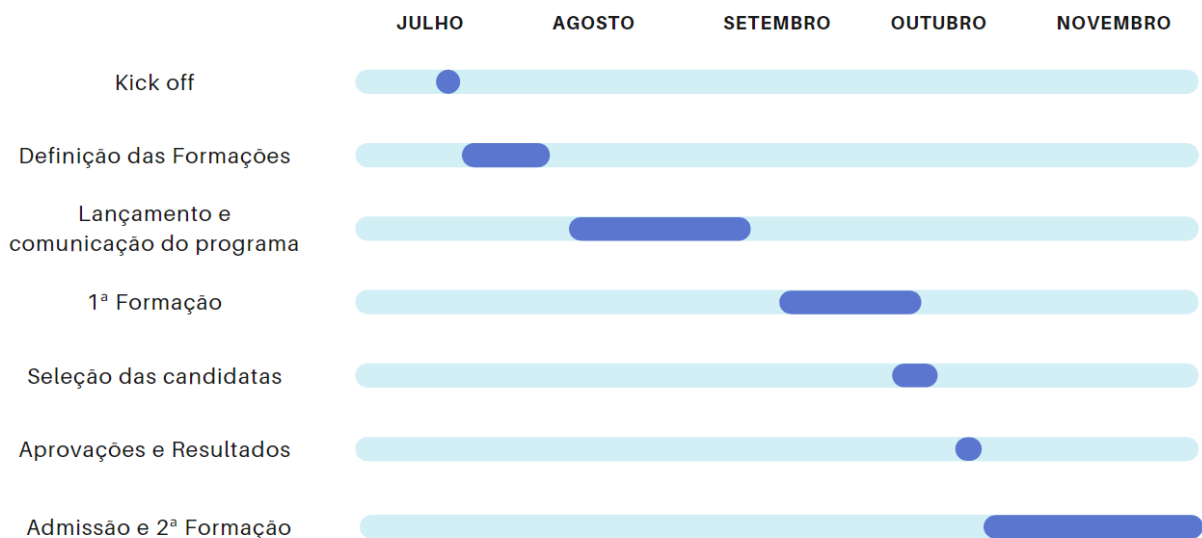 JULHO AGOSTO SETEMBRO OUTUBRO NOVEMBRO
Kick off
Definição das Formações
Lançamento e
comunicação do programa
1ª Formação
Seleção das candidatas
Aprovações e Resultados
Admissão e 2ª Formação